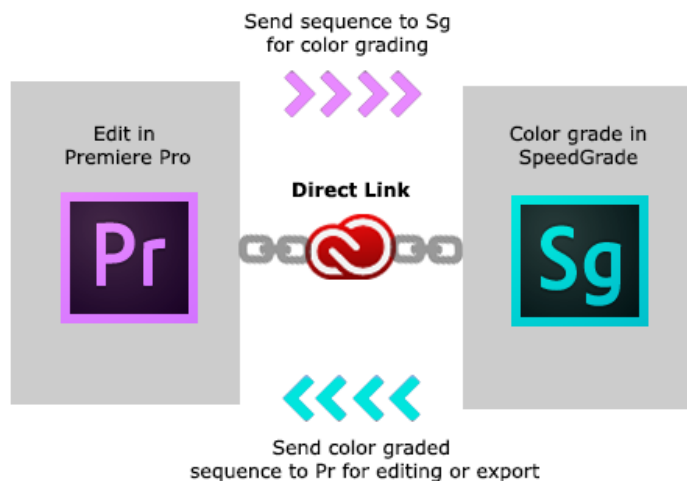 Send sequence to Sg
for color grading
Edit in
Premiere Pro
Pr
Direct Link
Color grade in
SpeedGrade
Sg
Send color graded
sequence to Pr for editing or export